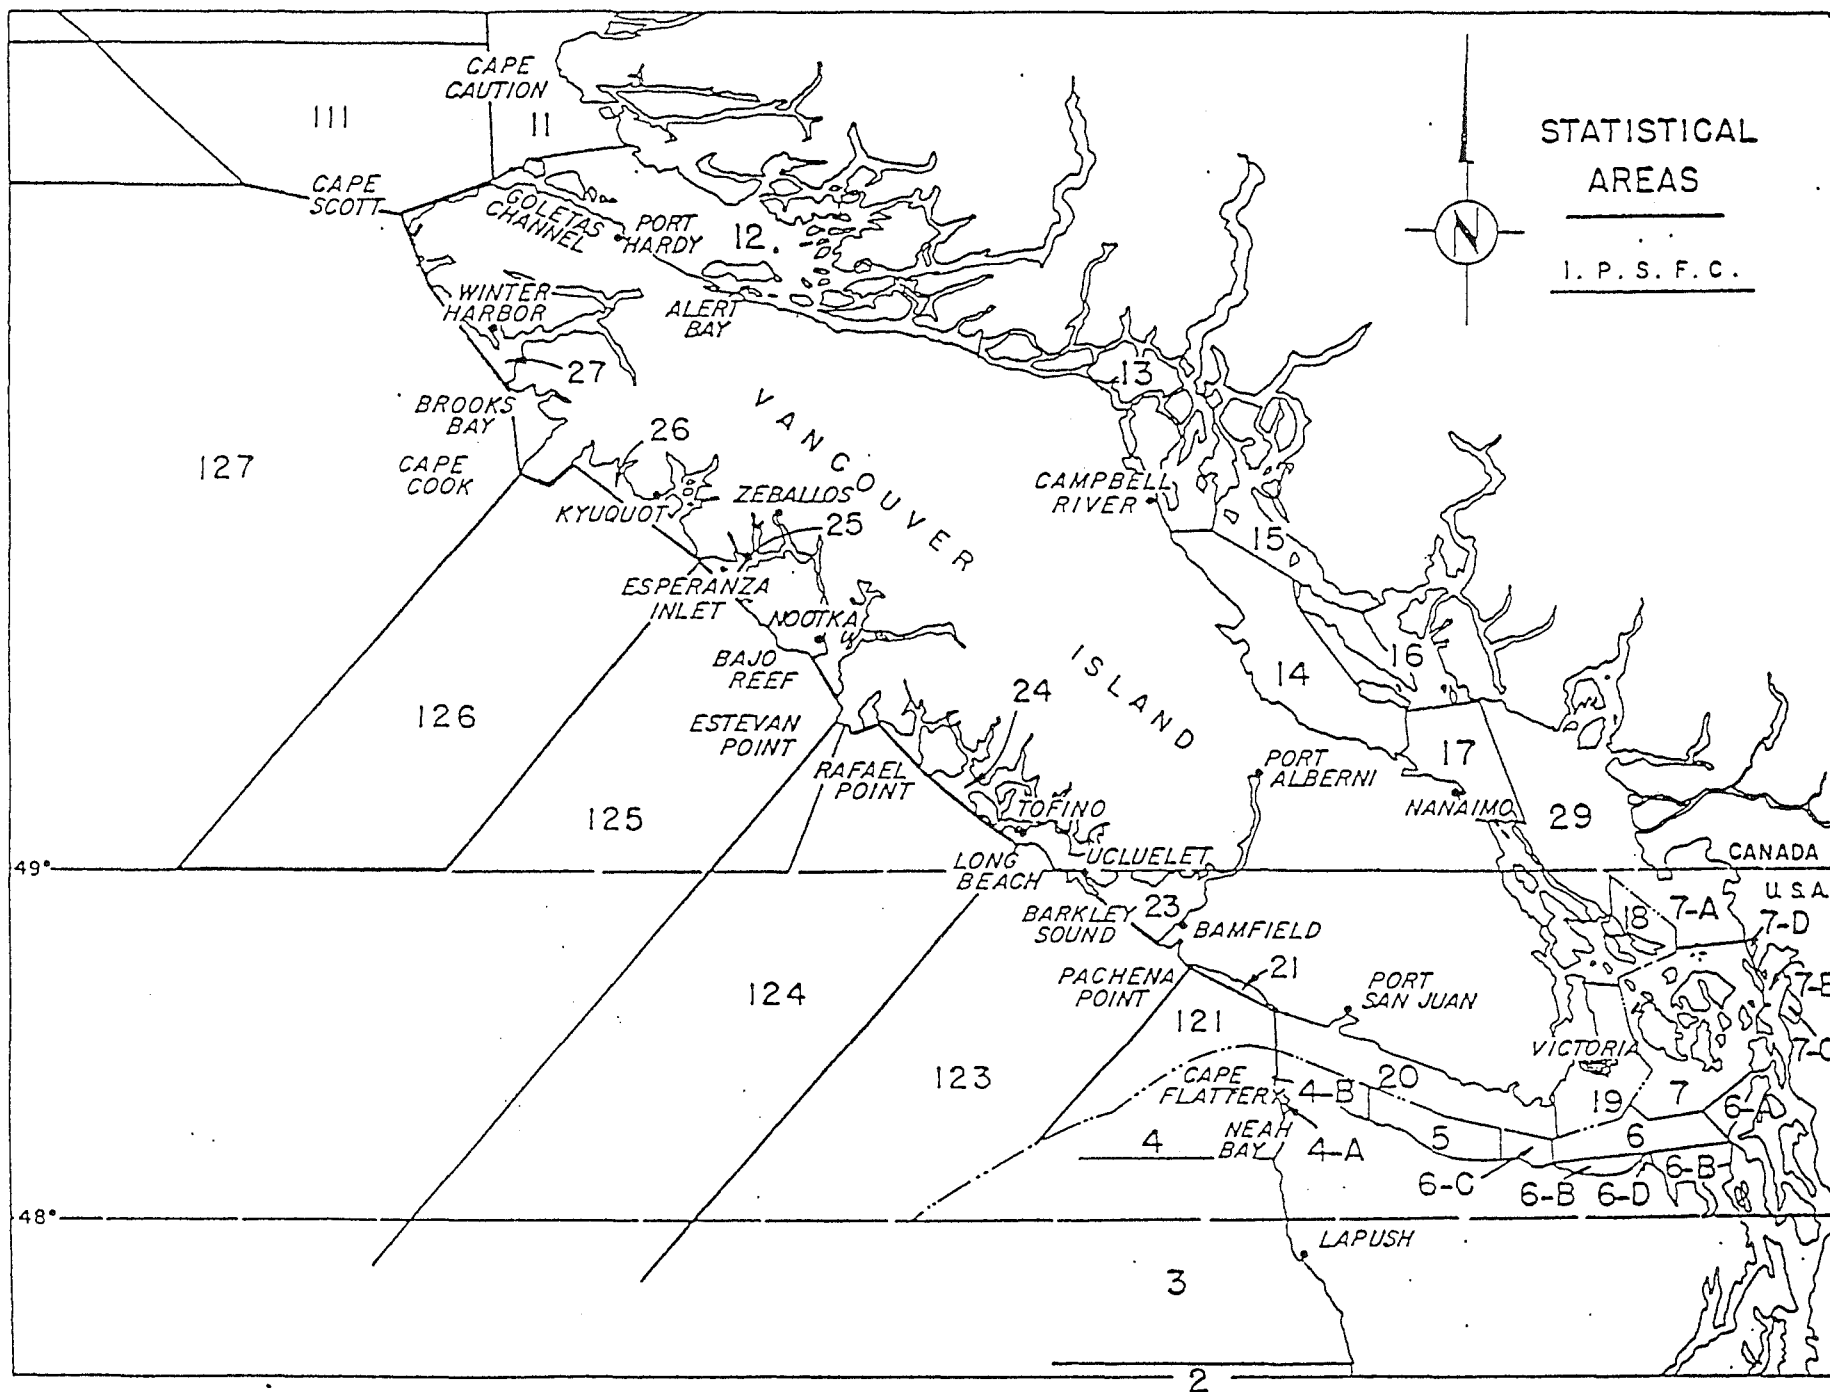 STATISTICAL
AREAS
I. P. S. F. C.
N
CAPE
CAUTION
111
11
CAPE
SCOTT
GOLETAS
CHANNEL
PORT
HARDY
12
WINTER
HARBOR
ALERT
BAY
27
13
BROOKS
BAY
VANCOUVER
26
127
CAPE
COOK
CAMPBELL
RIVER
ZEBALLOS
KYUQUOT
25
15
ESPERANZA
INLET
NOOTKA
BAJO
REEF
ISLAND
16
14
24
126
ESTEVAN
POINT
17
PORT
ALBERNI
RAFAEL
POINT
TOFINO
NANAIMO
29
125
49°
LONG
BEACH
UCLUELET
CANADA
U.S.A.
BARKLEY
SOUND
23
BAMFIELD
18
7-A
7-D
PACHENA
POINT
21
PORT
SAN JUAN
7-B
124
121
VICTORIA
7-C
123
CAPE
FLATTERY
4-B
20
19
7
6-A
4
NEAH
BAY
4-A
5
6
6-C
6-B
6-D
6-B
48°
LAPUSH
3
2